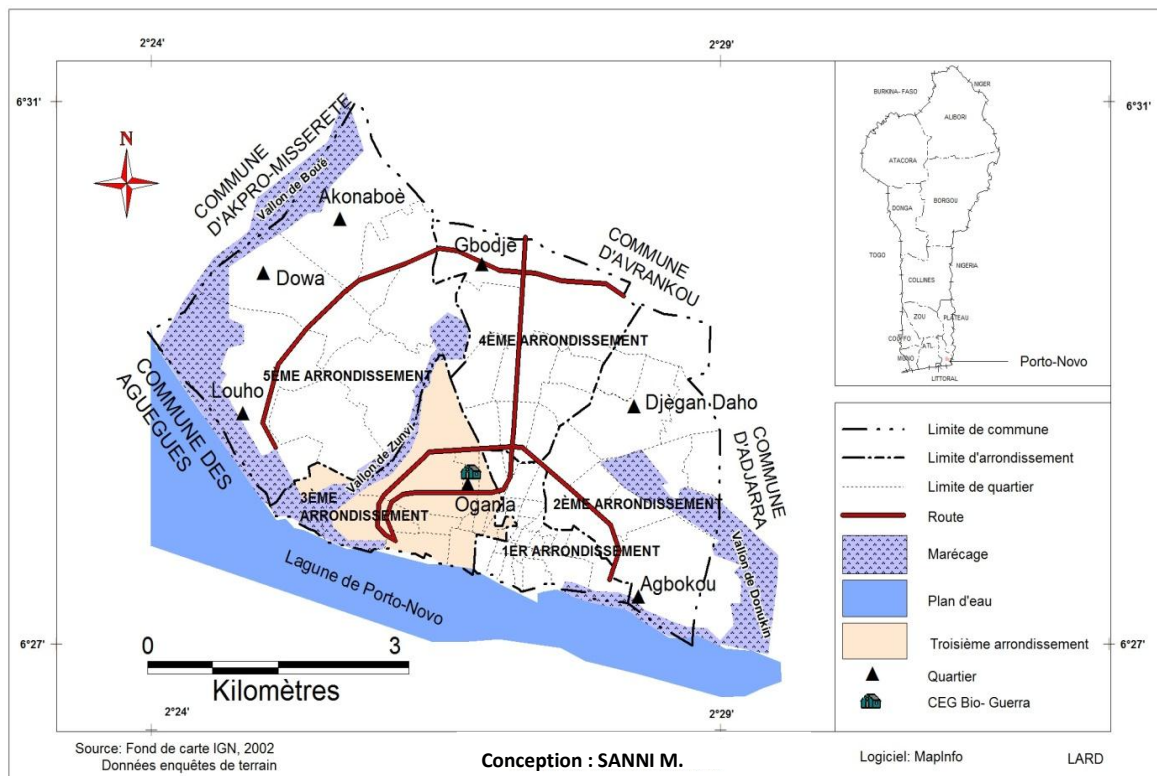 2°24'
2°29'
6°31'
6°31'
N
COMMUNE
D'AKPRO-MISSERETE
Vallon de Boué
Akonaboè
Gbodjè
COMMUNE
D'AVRANKOU
Dowa
4ÈME ARRONDISSEMENT
5ÈME ARRONDISSEMENT
Louho
COMMUNE DES
AGUEGUES
Djègan Daho
Vallon de Zunvi
COMMUNE
D'ADJARRA
3ÈME
ARRONDISSEMENT
Oganla
2ÈME ARRONDISSEMENT
1ER ARRONDISSEMENT
Vallon de Donukin
Agbokou
Lagune de Porto-Novo
6°27'
6°27'
0 3
Kilomètres
2°24'
2°29'
BURKINA- FASO
NIGER
ALIBORI
ATACORA
DONGA
BORGOU
TOGO
NIGERIA
COLLINES
ZOU
PLATEAU
COUFFO
ATL
MONO
LITTORAL
Porto-Novo
Limite de commune
Limite d'arrondissement
Limite de quartier
Route
Marécage
Plan d'eau
Troisième arrondissement
Quartier
CEG Bio- Guerra
Source: Fond de carte IGN, 2002
Données enquêtes de terrain
Conception : SANNI M.
Logiciel: MapInfo
LARD